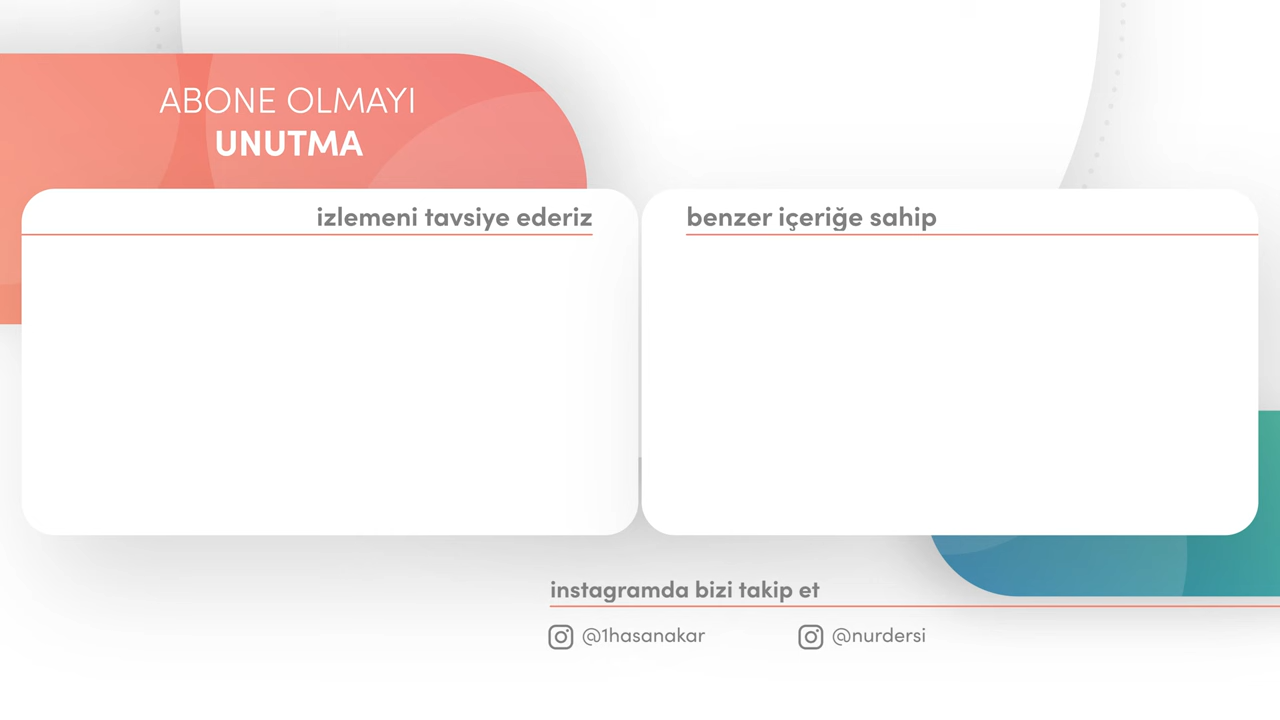 ABONE OLMAYI
UNUTMA
izlemeni tavsiye ederiz
benzer içeriğe sahip
instagramda bizi takip et
@1hasanakar
@nurdersi